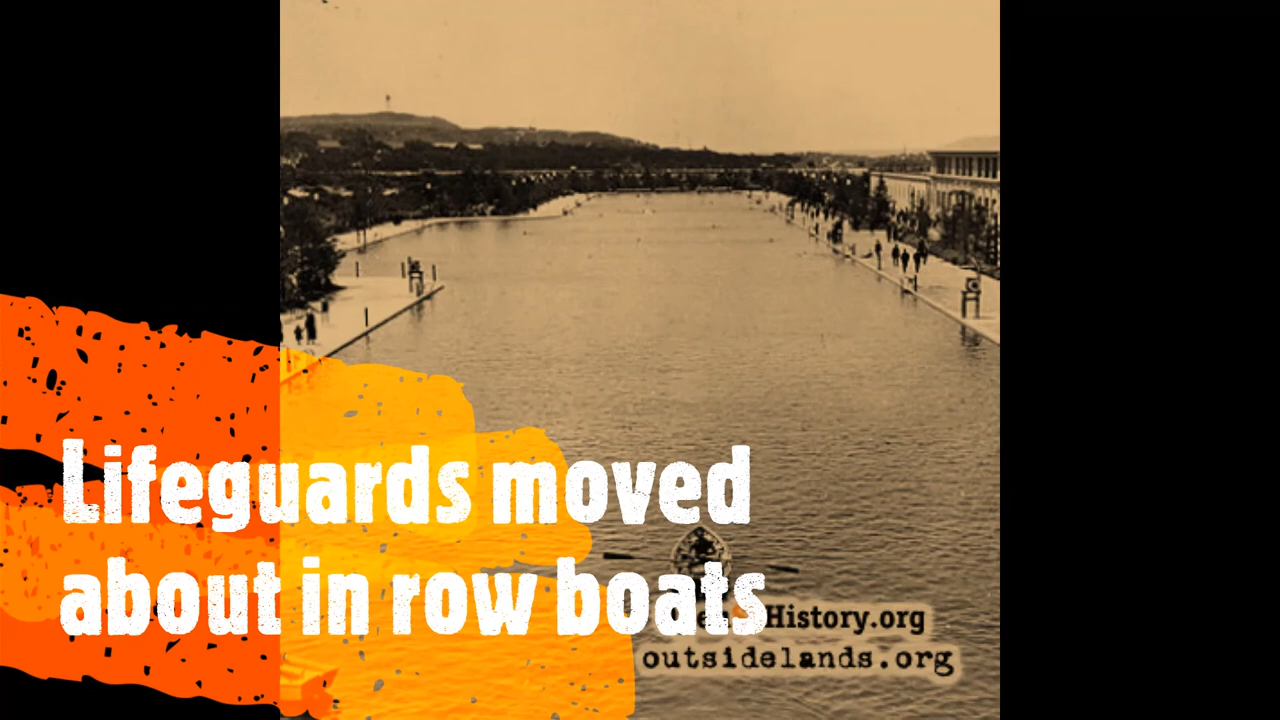 Lifeguards moved
about in row boats
History.org
outsidelands.org